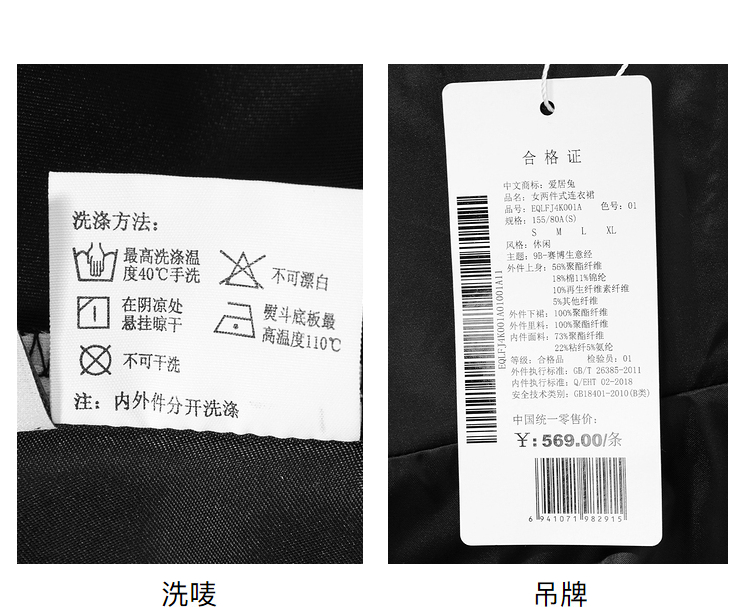 洗涤方法：
最高洗涤温
度40℃手洗
不可漂白
在阴凉处
悬挂晾干
熨斗底板最
高温度110℃
不可干洗
注：内外件分开洗涤
洗唛
合格证
中文商标：爱居兔
品名：女两件式连衣裙
品号：EQLFJ4K001A 色号：01
规格：155/80A(S)
S M L XL
风格：休闲
主题：9B-赛博生意经
外件上身：56%聚酯纤维
18%棉11%锦纶
10%再生纤维素纤维
5%其他纤维
外件下裙：100%聚酯纤维
外件里料：100%聚酯纤维
内件面料：73%聚酯纤维
22%粘纤5%氨纶
等级：合格品 检验员：01
外件执行标准：GB/T 26385-2011
内件执行标准：Q/EHT 02-2018
安全技术类别：GB18401-2010(B类)
中国统一零售价：
¥：569.00/条
6 941071 982915
EQLFJ4K001A01001A11
吊牌